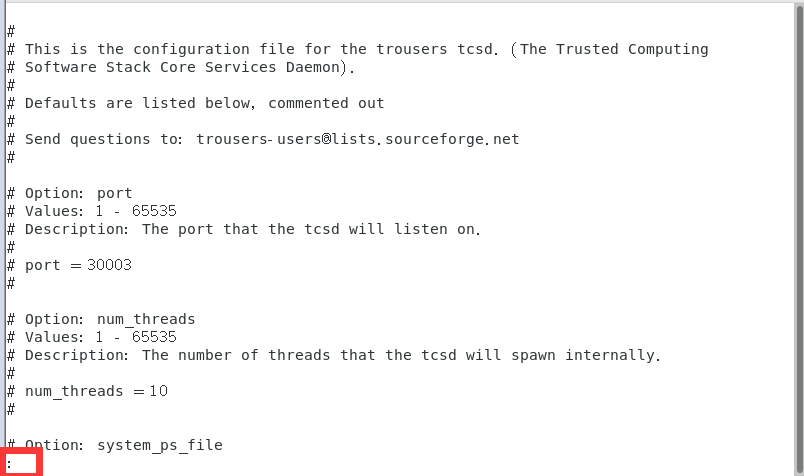 #
# This is the configuration file for the trousers tcsd. (The Trusted Computing
# Software Stack Core Services Daemon).
#
# Defaults are listed below, commented out
#
# Send questions to: trousers-users@lists.sourceforge.net
#
# Option: port
# Values: 1 - 65535
# Description: The port that the tcsd will listen on.
#
# port = 30003
#
# Option: num_threads
# Values: 1 - 65535
# Description: The number of threads that the tcsd will spawn internally.
#
# num_threads = 10
#
# Option: system_ps_file
: